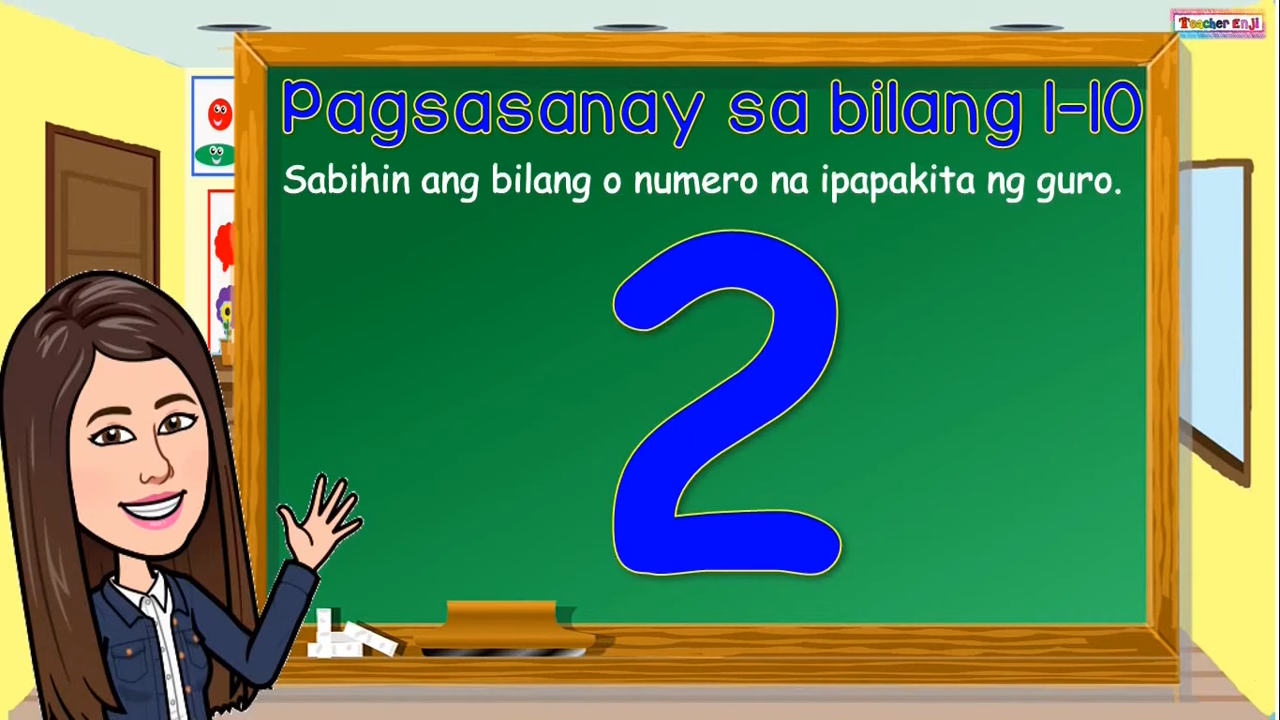 Teacher Enji
Pagsasanay sa bilang 1-10
Sabihin ang bilang o numero na ipapakita ng guro.
2